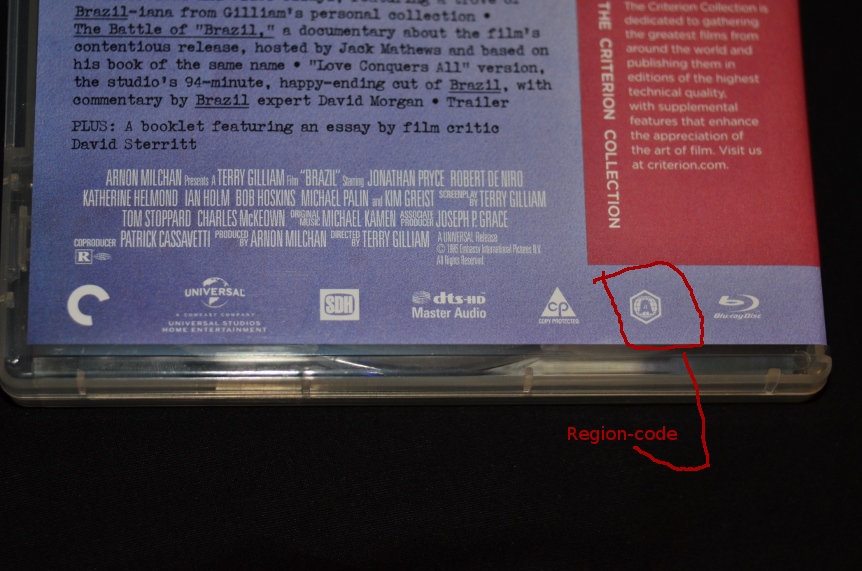 Brazil-iana from Gilliam's personal collection •
The Battle of "Brazil," a documentary about the film's
contentious release, hosted by Jack Mathews and based on
his book of the same name • "Love Conquers All" version,
the studio's 94-minute, happy-ending cut of Brazil, with
commentary by Brazil expert David Morgan • Trailer
PLUS: A booklet featuring an essay by film critic
David Sterritt
ARNON MILCHAN Presents A TERRY GILLIAM Film "BRAZIL" Starring JONATHAN PRYCE ROBERT DE NIRO
KATHERINE HELMOND IAN HOLM BOB HOSKINS MICHAEL PALIN and KIM GREIST SCREENPLAY BY TERRY GILLIAM
TOM STOPPARD CHARLES McKEOWN ORIGINAL MUSIC MICHAEL KAMEN ASSOCIATE PRODUCER JOSEPH P. GRACE
COPRODUCER PATRICK CASSAVETTI PRODUCED BY ARNON MILCHAN DIRECTED BY TERRY GILLIAM
A UNIVERSAL Release
© 1985 Embassy International Pictures N.V.
All Rights Reserved
R
THE CRITERION COLLECTION
The Criterion Collection is
dedicated to gathering
the greatest films from
around the world and
publishing them in
editions of the highest
technical quality,
with supplemental
features that enhance
the appreciation of
the art of film. Visit us
at criterion.com.
UNIVERSAL
A COMCAST COMPANY
UNIVERSAL STUDIOS
HOME ENTERTAINMENT
SDH
dts-HD
Master Audio
CP
COPY PROTECTED
A
Blu-ray Disc
Region-code